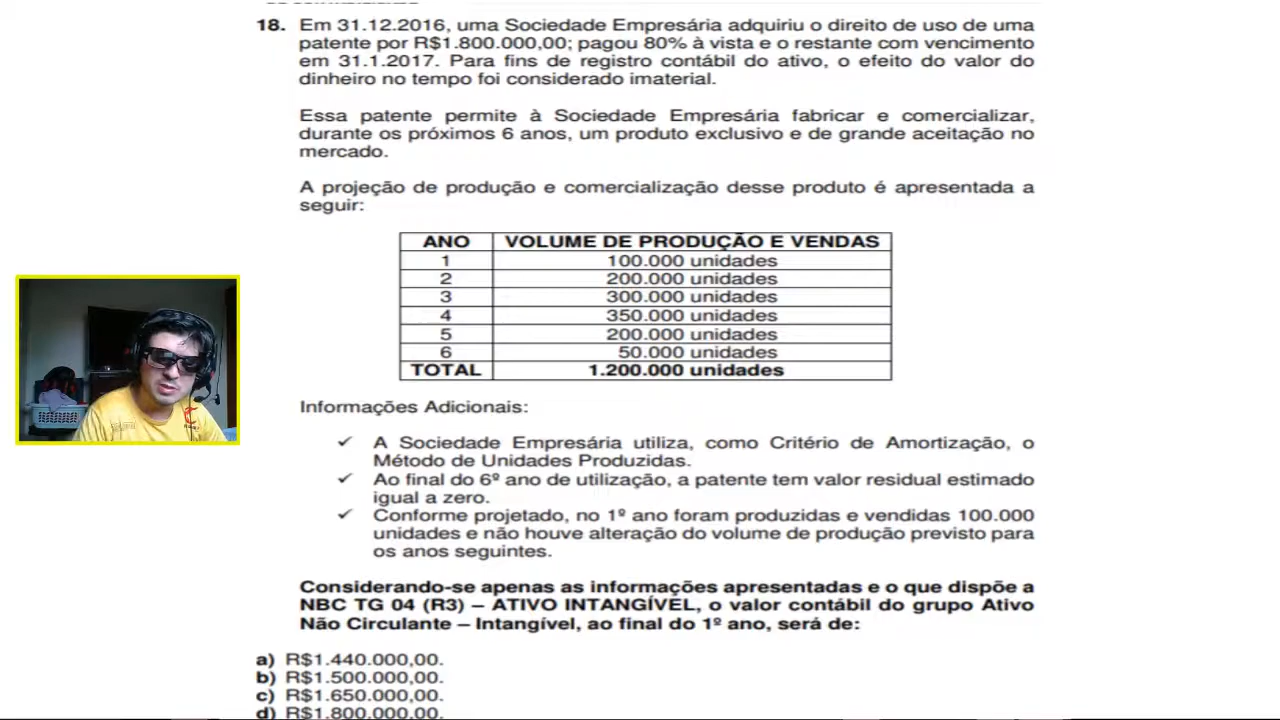 18. Em 31.12.2016, uma Sociedade Empresária adquiriu o direito de uso de uma
patente por R$1.800.000,00; pagou 80% à vista e o restante com vencimento
em 31.1.2017. Para fins de registro contábil do ativo, o efeito do valor do
dinheiro no tempo foi considerado imaterial.
Essa patente permite à Sociedade Empresária fabricar e comercializar,
durante os próximos 6 anos, um produto exclusivo e de grande aceitação no
mercado.
A projeção de produção e comercialização desse produto é apresentada a
seguir:
ANO VOLUME DE PRODUÇÃO E VENDAS
1 100.000 unidades
2 200.000 unidades
3 300.000 unidades
4 350.000 unidades
5 200.000 unidades
6 50.000 unidades
TOTAL 1.200.000 unidades
Informações Adicionais:
✓ A Sociedade Empresária utiliza, como Critério de Amortização, o
Método de Unidades Produzidas.
✓ Ao final do 6º ano de utilização, a patente tem valor residual estimado
igual a zero.
✓ Conforme projetado, no 1º ano foram produzidas e vendidas 100.000
unidades e não houve alteração do volume de produção previsto para
os anos seguintes.
Considerando-se apenas as informações apresentadas e o que dispõe a
NBC TG 04 (R3) – ATIVO INTANGÍVEL, o valor contábil do grupo Ativo
Não Circulante – Intangível, ao final do 1º ano, será de:
a) R$1.440.000,00.
b) R$1.500.000,00.
c) R$1.650.000,00.
d) R$1.800.000,00.